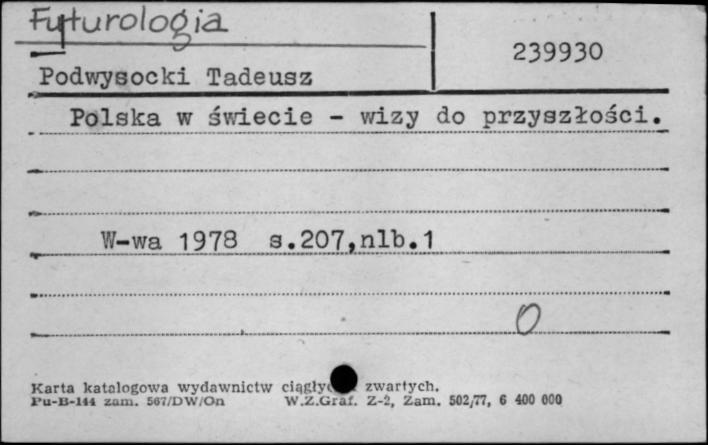 Futurologia
239930
Podwysocki Tadeusz
Polska w świecie - wizy do przyszłości.
W-wa 1978 s.207,nlb.1
0
Karta katalogowa wydawnictw zwartych.
Pu-B-144 zam. 567/DW/On W.Z.Graf. Z-2, Zam. 502/77, 6 400 000